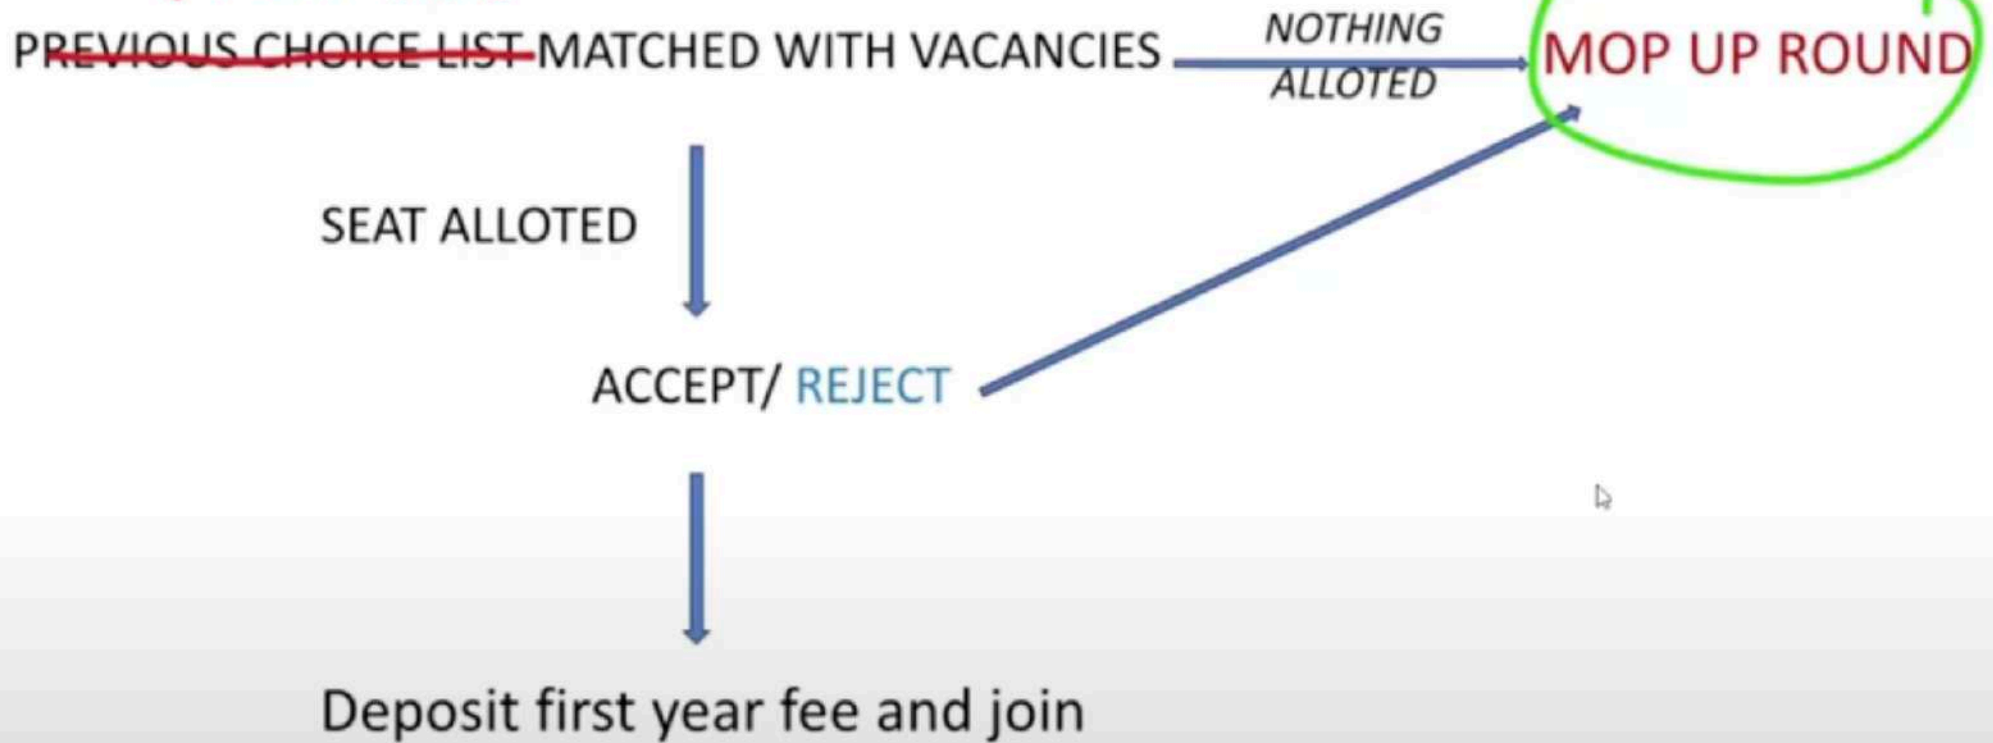 PREVIOUS CHOICE LIST MATCHED WITH VACANCIES
NOTHING
ALLOTED
MOP UP ROUND
SEAT ALLOTED
ACCEPT/ REJECT
Deposit first year fee and join